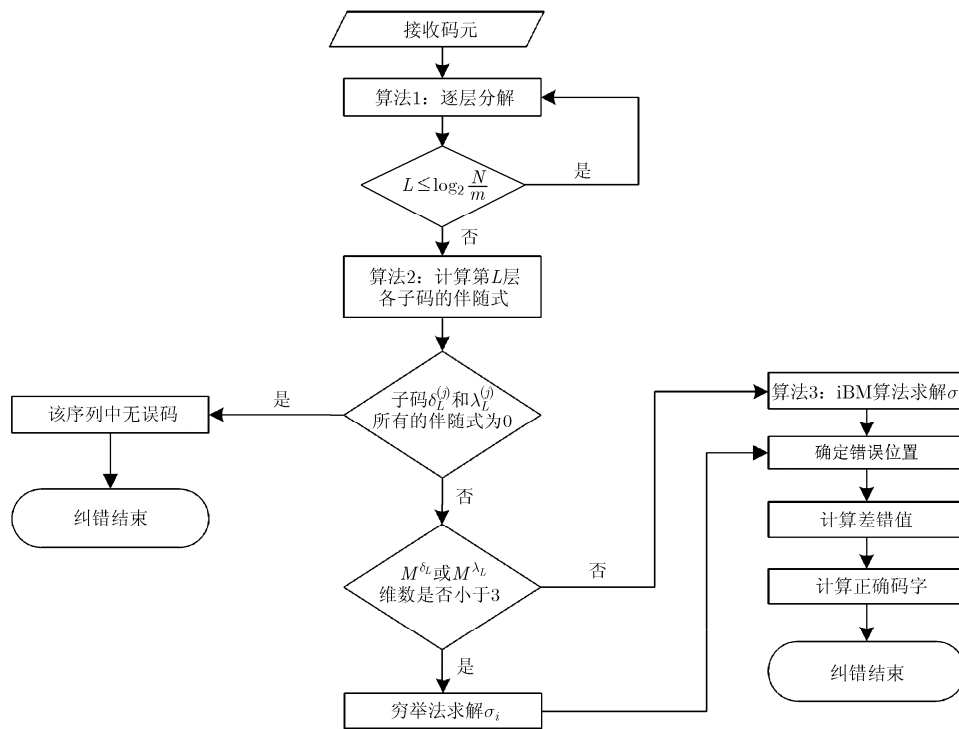 接收码元
算法1：逐层分解
L≤log₂ N/m
是
否
算法2：计算第L层
各子码的伴随式
子码δ_L^(j)和λ_L^(j)
所有的伴随式为0
是
该序列中无误码
纠错结束
否
M^δ_L或M^λ_L
维数是否小于3
否
是
穷举法求解σ_i
算法3：iBM算法求解σ
确定错误位置
计算差错值
计算正确码字
纠错结束